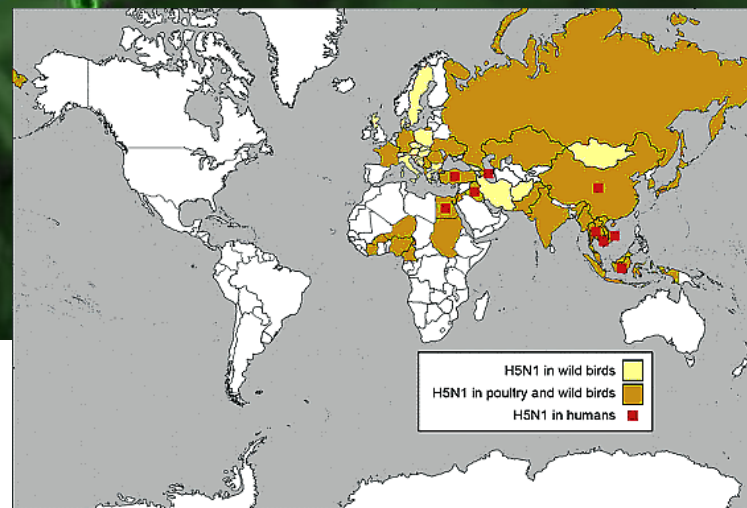 H5N1 in wild birds
H5N1 in poultry and wild birds
H5N1 in humans